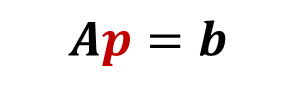 Ap = b